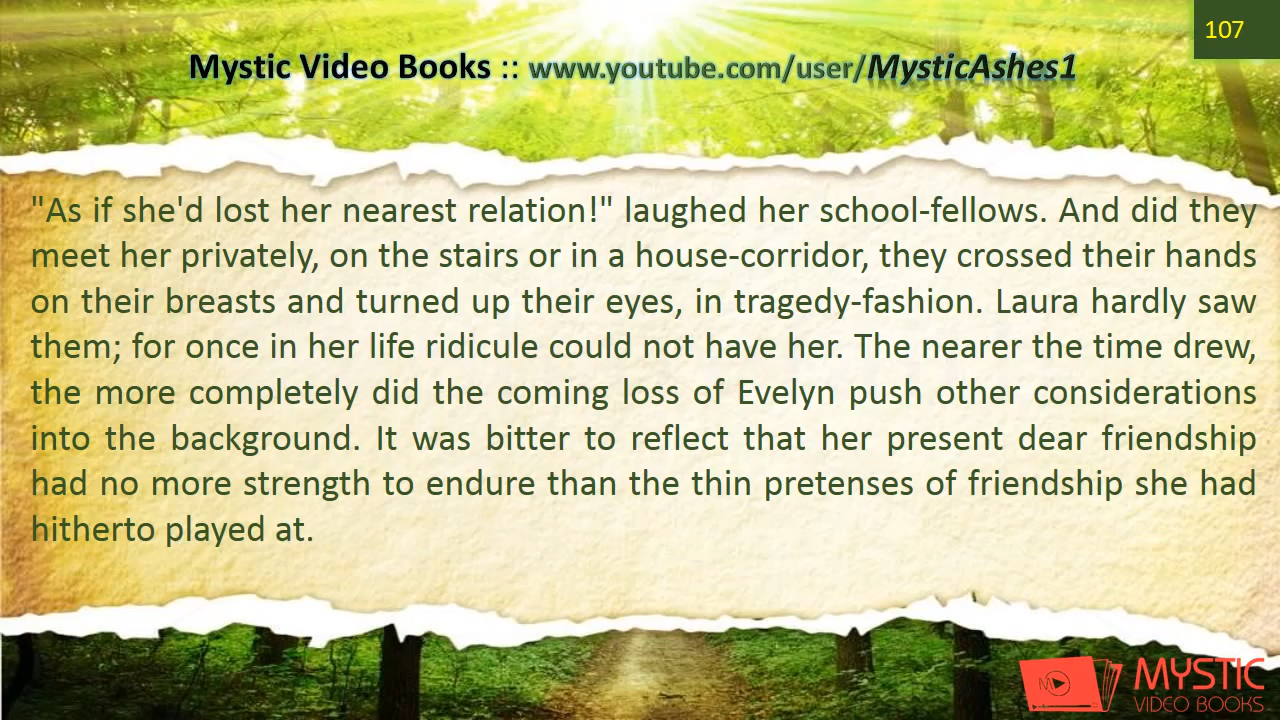 107
Mystic Video Books :: www.youtube.com/user/MysticAshes1
"As if she'd lost her nearest relation!" laughed her school-fellows. And did they
meet her privately, on the stairs or in a house-corridor, they crossed their hands
on their breasts and turned up their eyes, in tragedy-fashion. Laura hardly saw
them; for once in her life ridicule could not have her. The nearer the time drew,
the more completely did the coming loss of Evelyn push other considerations
into the background. It was bitter to reflect that her present dear friendship
had no more strength to endure than the thin pretenses of friendship she had
hitherto played at.
MYSTIC
VIDEO BOOKS